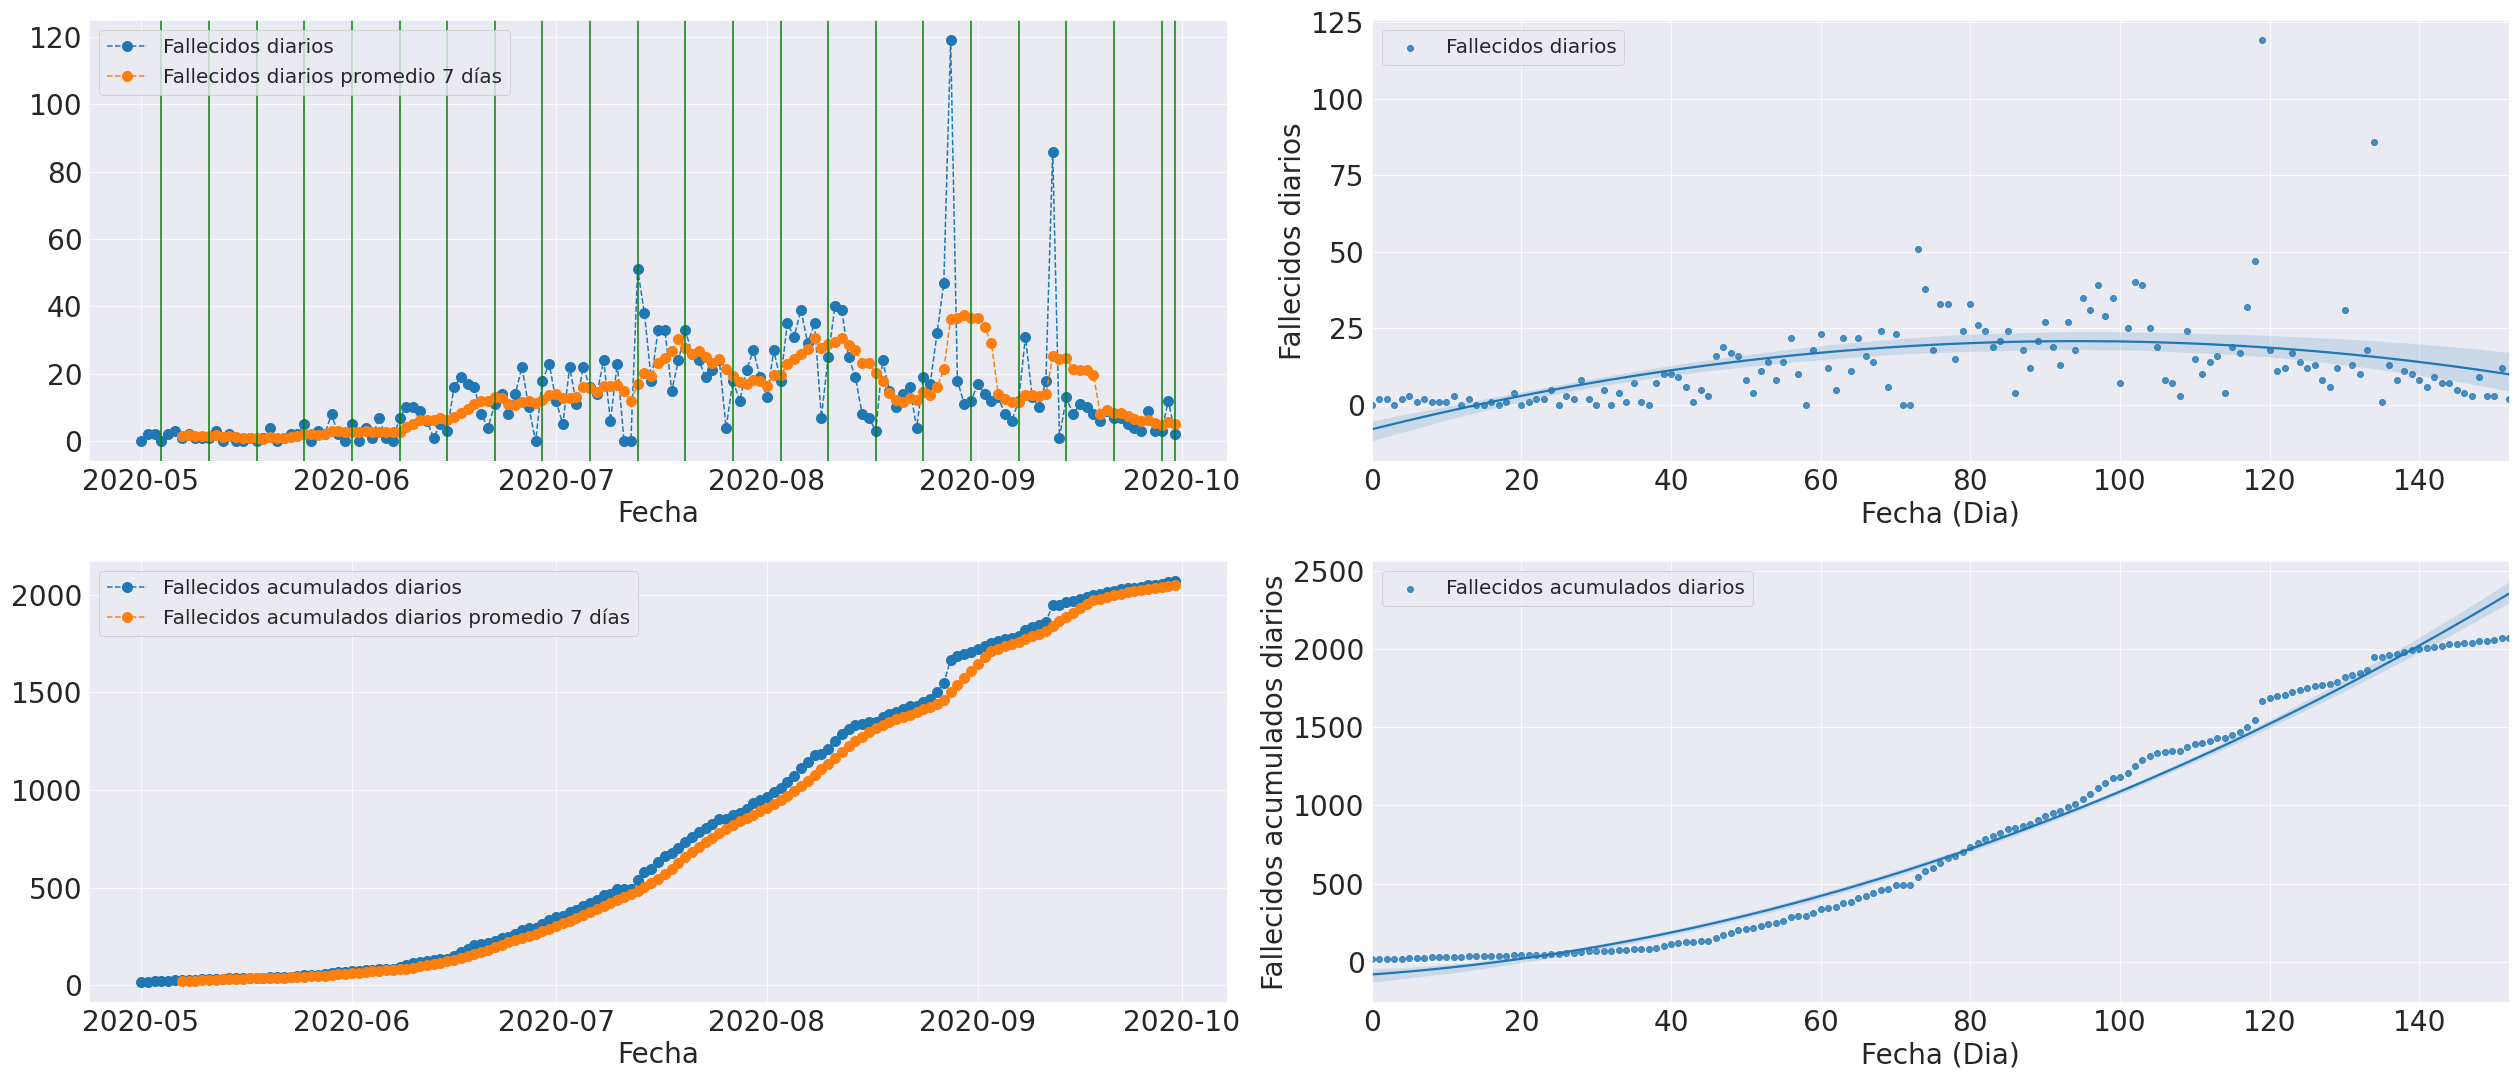 Fallecidos diarios
Fallecidos diarios promedio 7 días
120
100
80
60
40
20
0
2020-05 2020-06 2020-07 2020-08 2020-09 2020-10
Fecha
Fallecidos diarios
Fallecidos diarios
125
100
75
50
25
0
0 20 40 60 80 100 120 140
Fecha (Dia)
Fallecidos acumulados diarios
Fallecidos acumulados diarios promedio 7 días
2000
1500
1000
500
0
2020-05 2020-06 2020-07 2020-08 2020-09 2020-10
Fecha
Fallecidos acumulados diarios
Fallecidos acumulados diarios
2500
2000
1500
1000
500
0
0 20 40 60 80 100 120 140
Fecha (Dia)